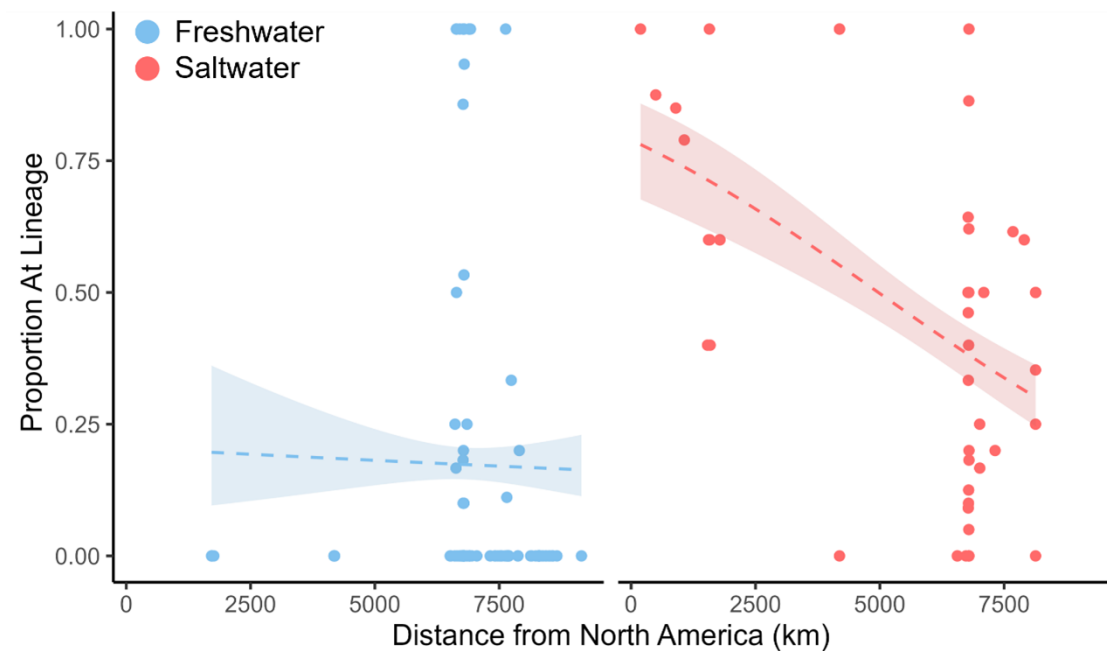 Freshwater
Saltwater
Proportion At Lineage
1.00
0.75
0.50
0.25
0.00
0 2500 5000 7500 0 2500 5000 7500
Distance from North America (km)